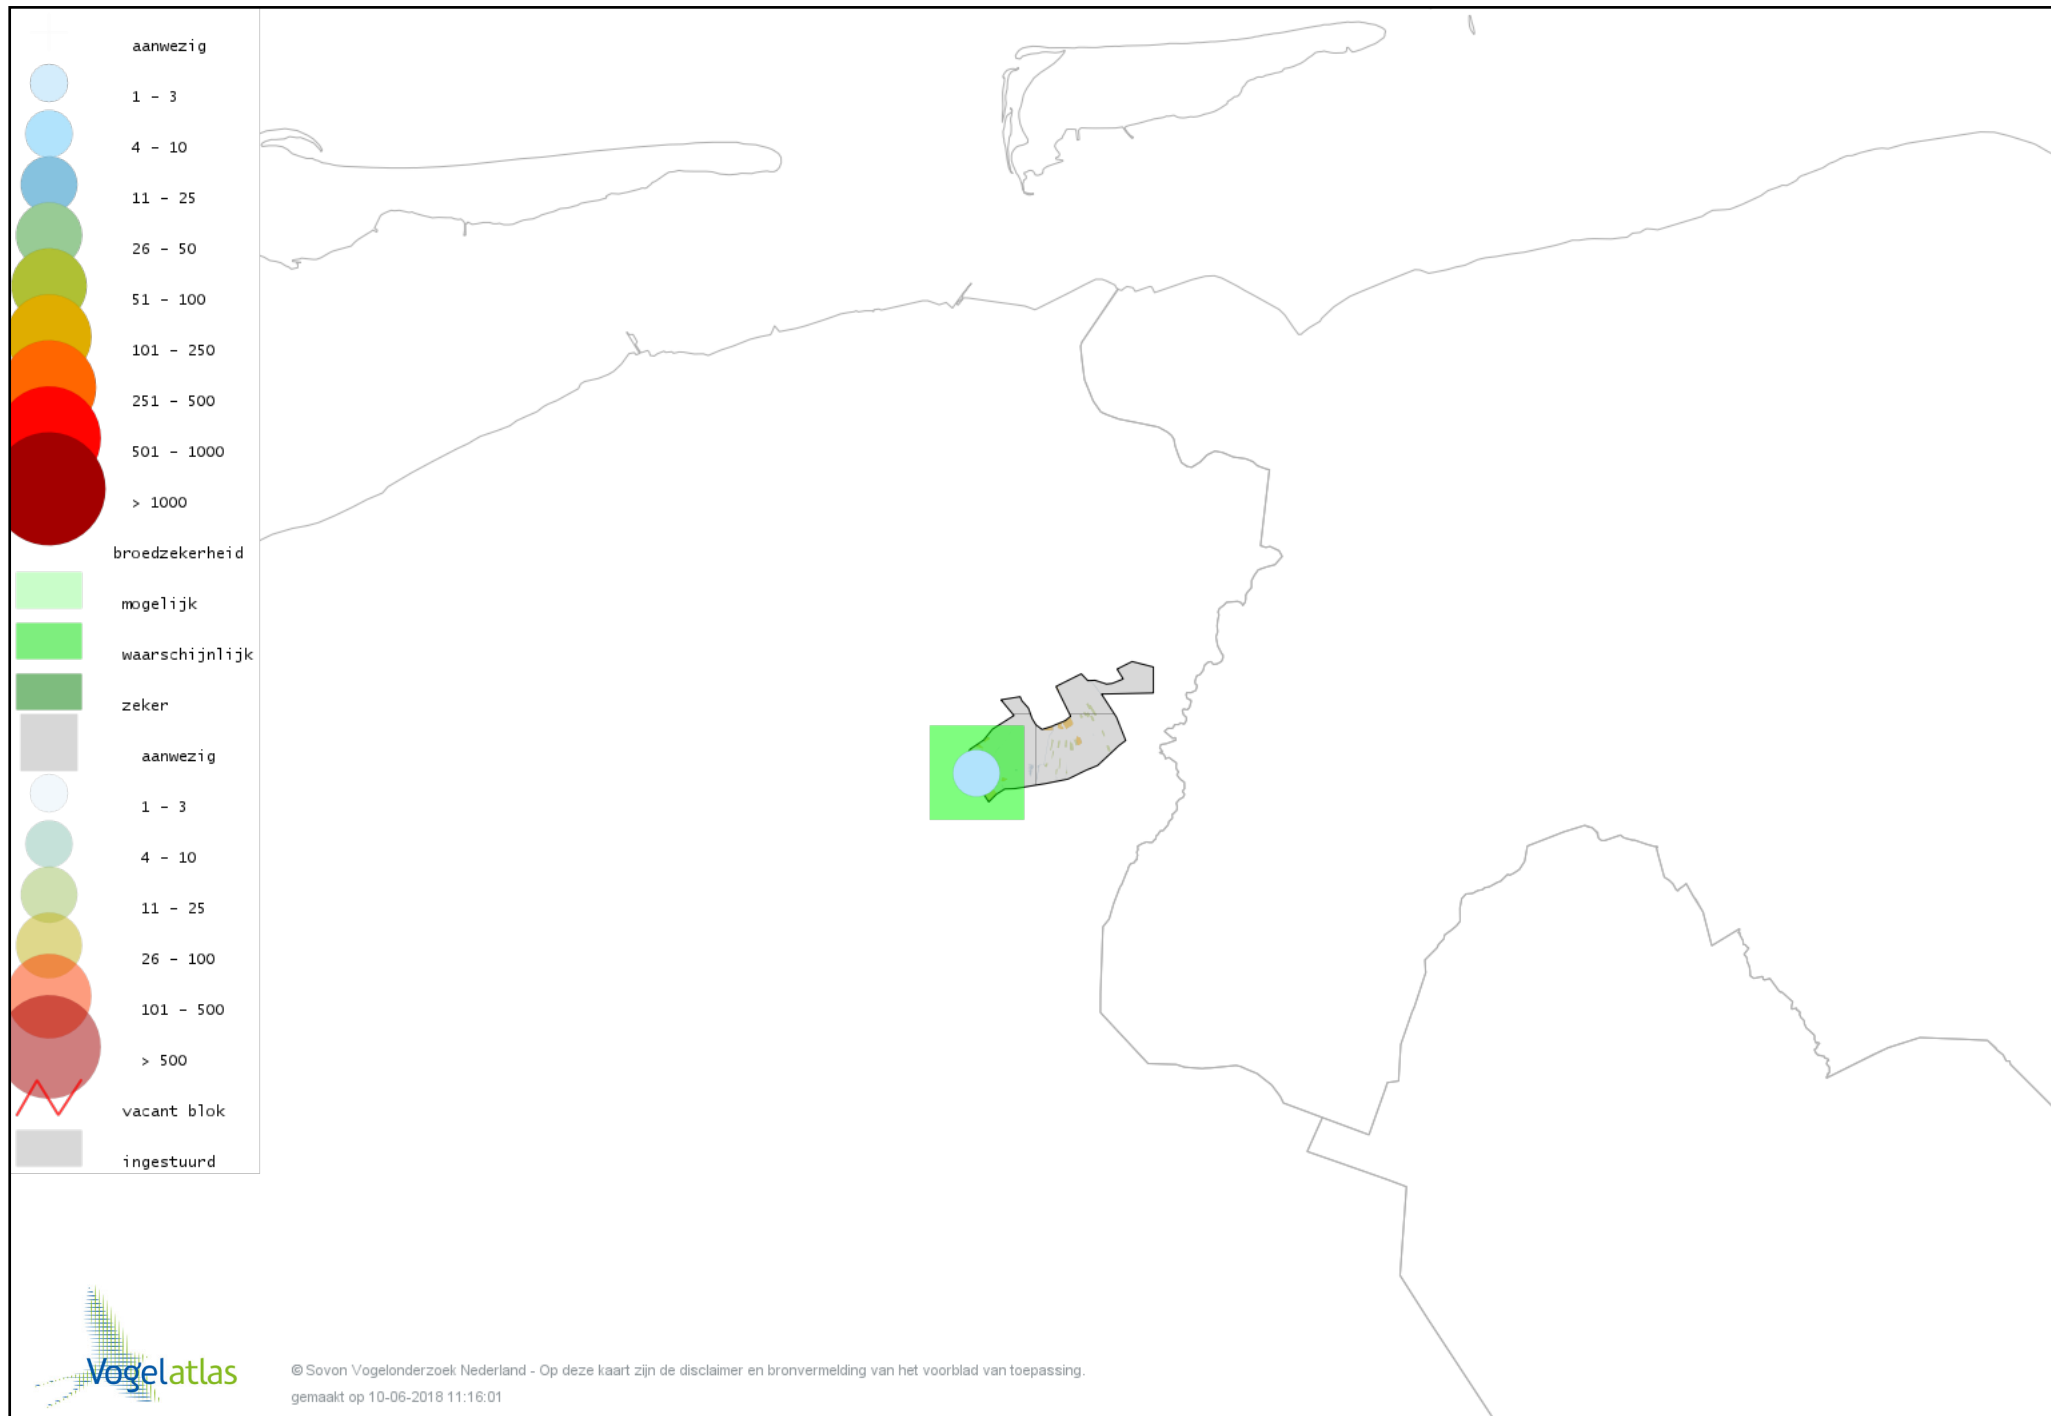 aanwezig
1 - 3
4 - 10
11 - 25
26 - 50
51 - 100
101 - 250
251 - 500
501 - 1000
> 1000
broedzekerheid
mogelijk
waarschijnlijk
zeker
aanwezig
1 - 3
4 - 10
11 - 25
26 - 100
101 - 500
> 500
vacant blok
ingestuurd
Vogelatlas
© Sovon Vogelonderzoek Nederland - Op deze kaart zijn de disclaimer en bronvermelding van het voorblad van toepassing.
gemaakt op 10-06-2018 11:16:01